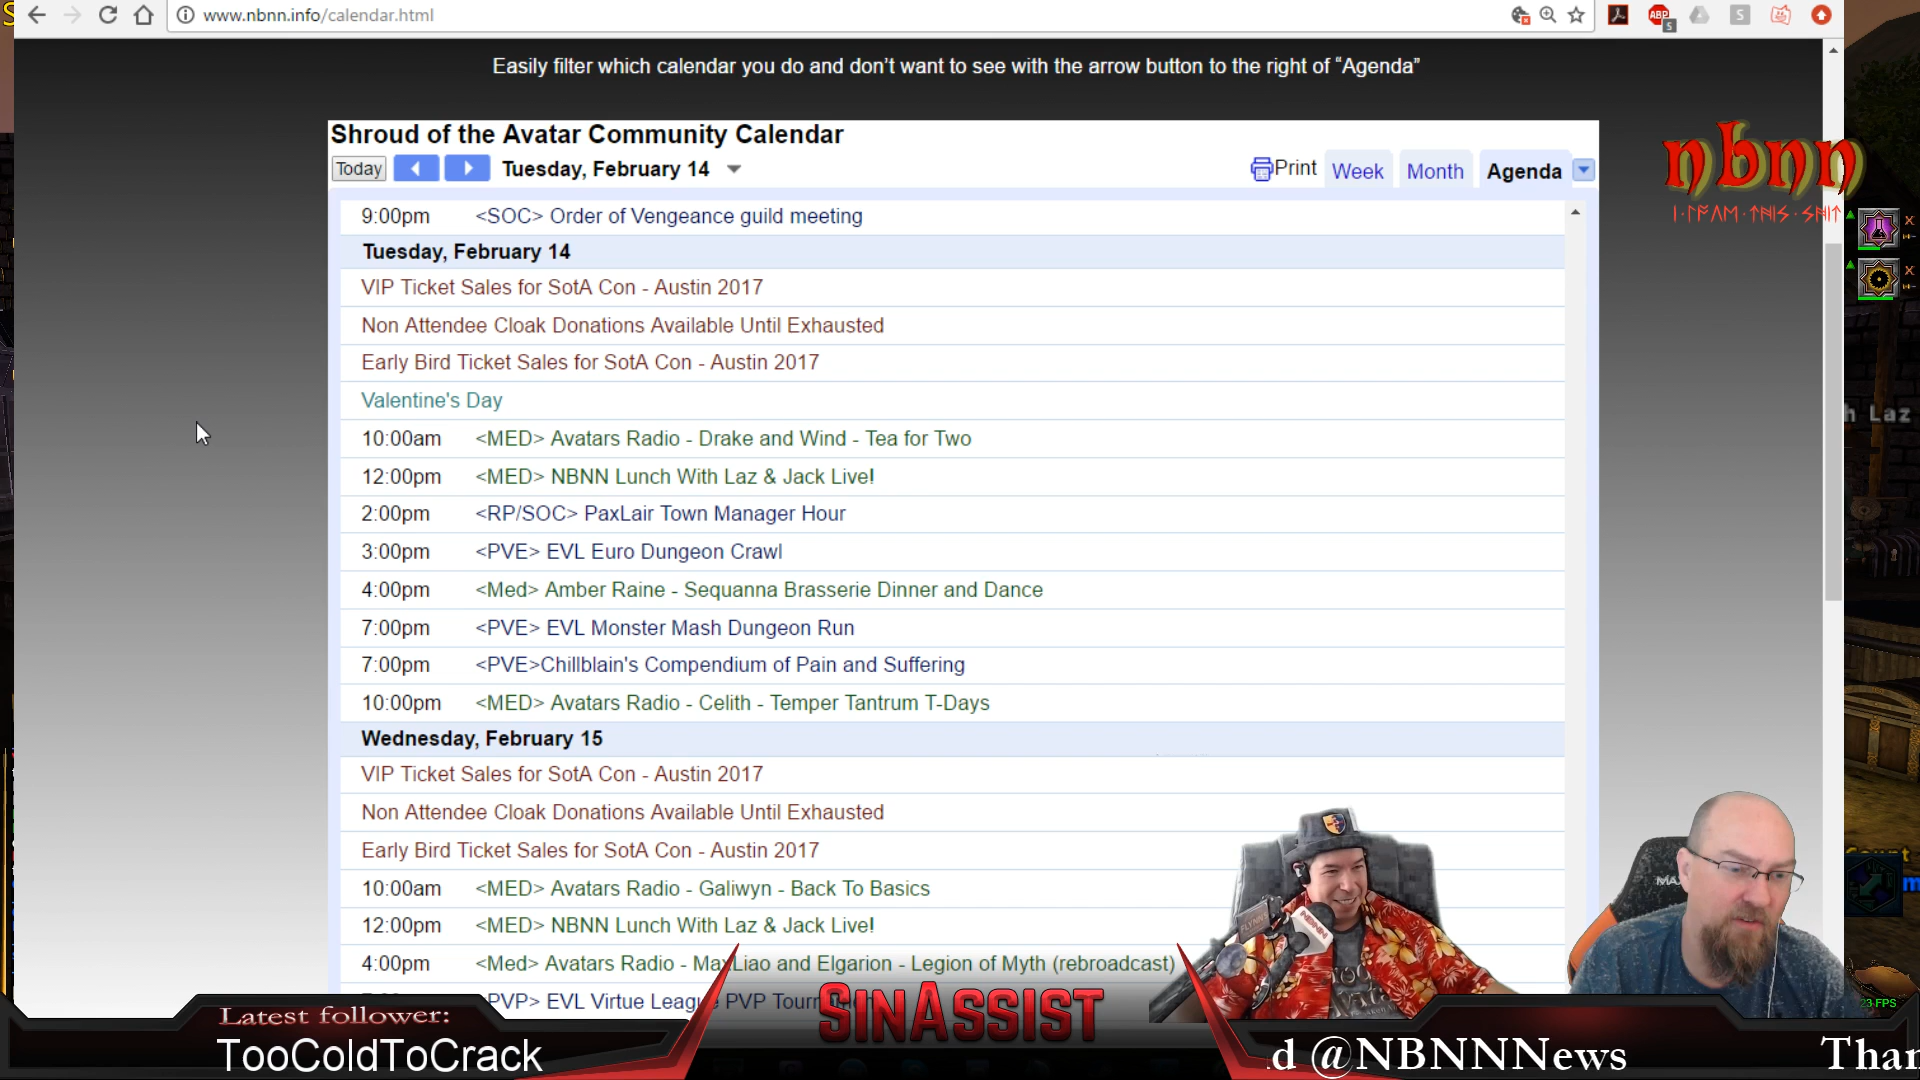 www.nbnn.info/calendar.html
Easily filter which calendar you do and don't want to see with the arrow button to the right of "Agenda"
Shroud of the Avatar Community Calendar
Today
Tuesday, February 14
Print
Week
Month
Agenda
nbnn
9:00pm <SOC> Order of Vengeance guild meeting
Tuesday, February 14
VIP Ticket Sales for SotA Con - Austin 2017
Non Attendee Cloak Donations Available Until Exhausted
Early Bird Ticket Sales for SotA Con - Austin 2017
Valentine's Day
10:00am <MED> Avatars Radio - Drake and Wind - Tea for Two
12:00pm <MED> NBNN Lunch With Laz & Jack Live!
2:00pm <RP/SOC> PaxLair Town Manager Hour
3:00pm <PVE> EVL Euro Dungeon Crawl
4:00pm <Med> Amber Raine - Sequanna Brasserie Dinner and Dance
7:00pm <PVE> EVL Monster Mash Dungeon Run
7:00pm <PVE>Chillblain's Compendium of Pain and Suffering
10:00pm <MED> Avatars Radio - Celith - Temper Tantrum T-Days
Wednesday, February 15
VIP Ticket Sales for SotA Con - Austin 2017
Non Attendee Cloak Donations Available Until Exhausted
Early Bird Ticket Sales for SotA Con - Austin 2017
10:00am <MED> Avatars Radio - Galiwyn - Back To Basics
12:00pm <MED> NBNN Lunch With Laz & Jack Live!
4:00pm <Med> Avatars Radio - MaxLiao and Elgarion - Legion of Myth (rebroadcast)
PVP> EVL Virtue League PVP
Laz
23 FPS
Latest follower:
TooColdToCrack
SinAssist
d @NBNNNews
Than